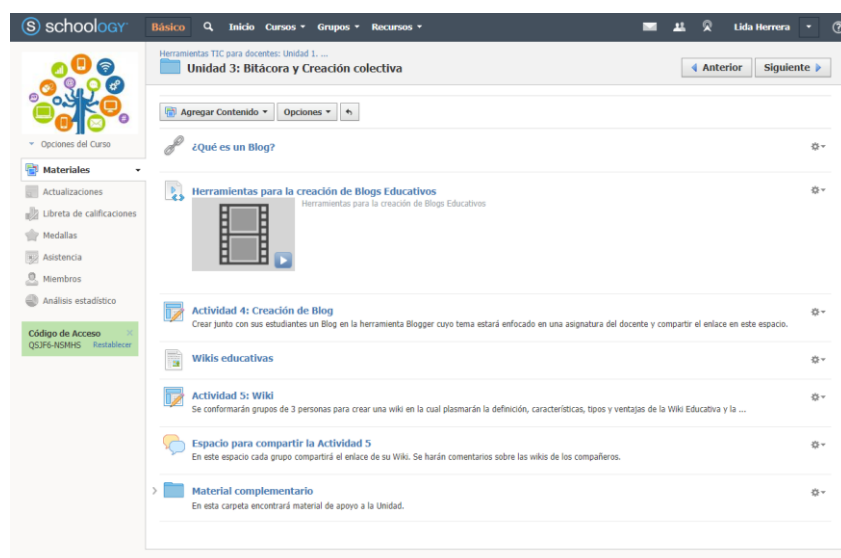 S schoology
Básico Inicio Cursos Grupos Recursos Lida Herrera
Herramientas TIC para docentes: Unidad 1. ...
Unidad 3: Bitácora y Creación colectiva
Anterior Siguiente
Agregar Contenido Opciones
Opciones del Curso
Materiales
Actualizaciones
Libreta de calificaciones
Medallas
Asistencia
Miembros
Análisis estadístico
Código de Acceso
QSJF6-NSMHS Restablecer
¿Qué es un Blog?
Herramientas para la creación de Blogs Educativos
Herramientas para la creación de Blogs Educativos
Actividad 4: Creación de Blog
Crear junto con sus estudiantes un Blog en la herramienta Blogger cuyo tema estará enfocado en una asignatura del docente y compartir el enlace en este espacio.
Wikis educativas
Actividad 5: Wiki
Se conformarán grupos de 3 personas para crear una wiki en la cual plasmarán la definición, características, tipos y ventajas de la Wiki Educativa y la ...
Espacio para compartir la Actividad 5
En este espacio cada grupo compartirá el enlace de su Wiki. Se harán comentarios sobre las wikis de los compañeros.
Material complementario
En esta carpeta encontrará material de apoyo a la Unidad.